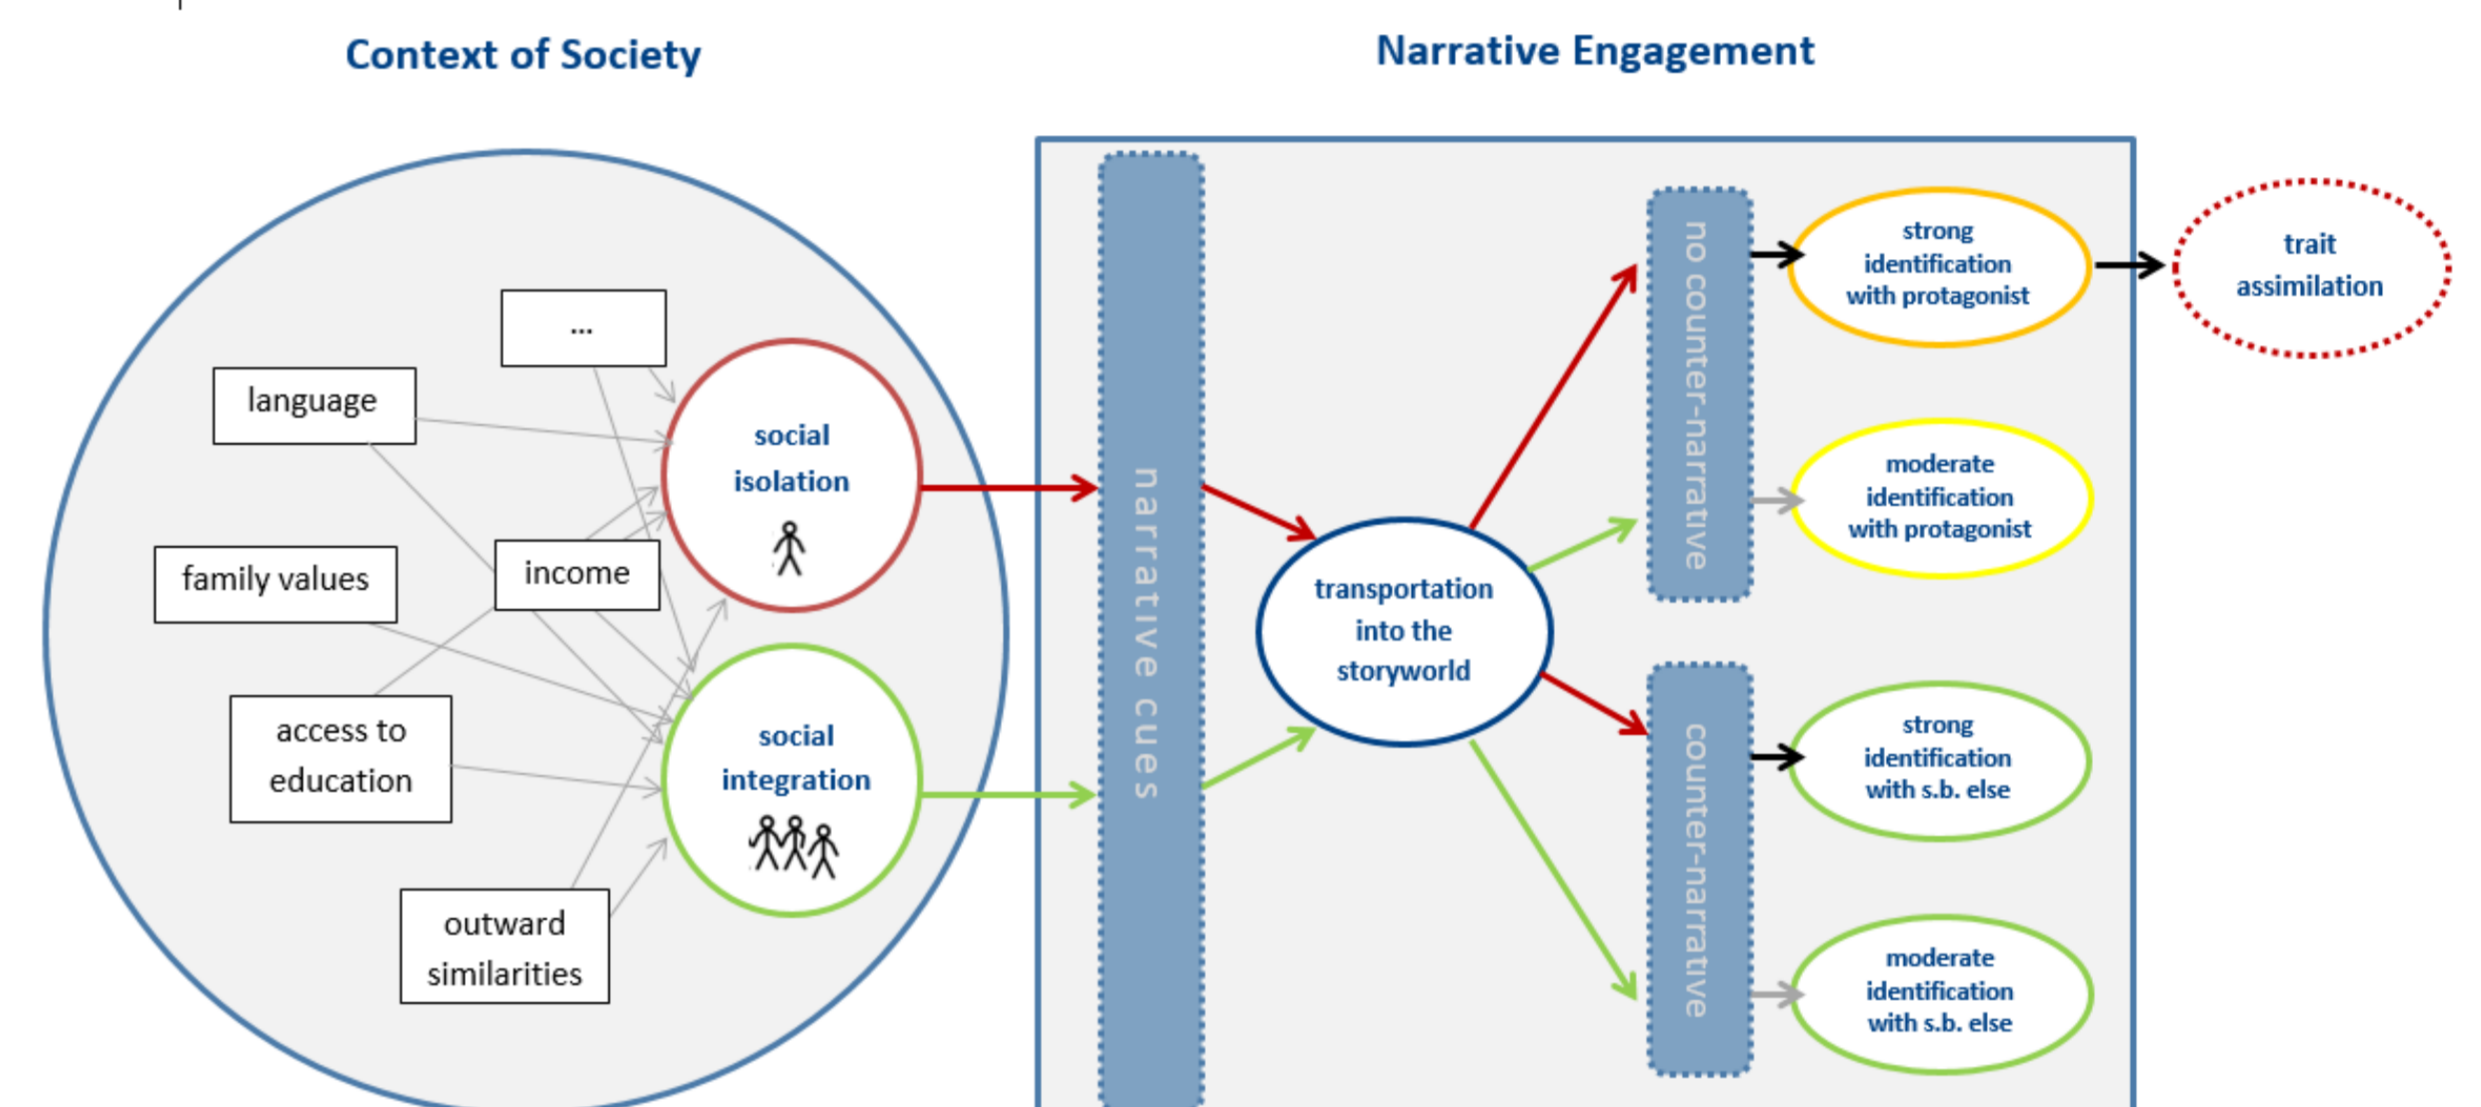 Context of Society
Narrative Engagement
...
language
family values
income
access to
education
outward
similarities
social
isolation
social
integration
narrative cues
transportation
into the
storyworld
no counter-narrative
counter-narrative
strong
identification
with protagonist
moderate
identification
with protagonist
strong
identification
with s.b. else
moderate
identification
with s.b. else
trait
assimilation